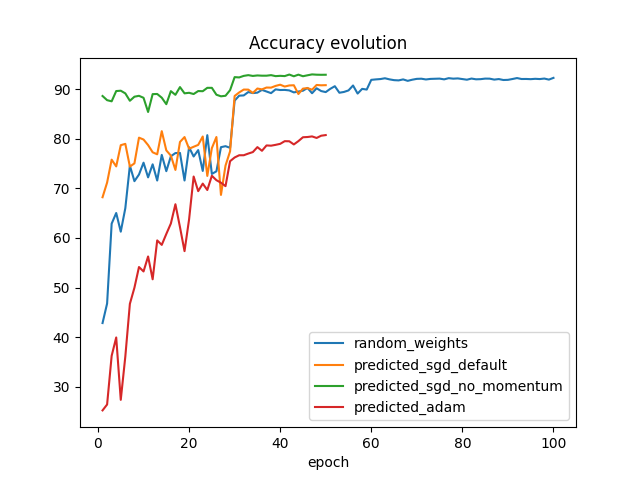 Accuracy evolution
90
80
70
60
50
40
30
0 20 40 60 80 100
epoch
random_weights
predicted_sgd_default
predicted_sgd_no_momentum
predicted_adam